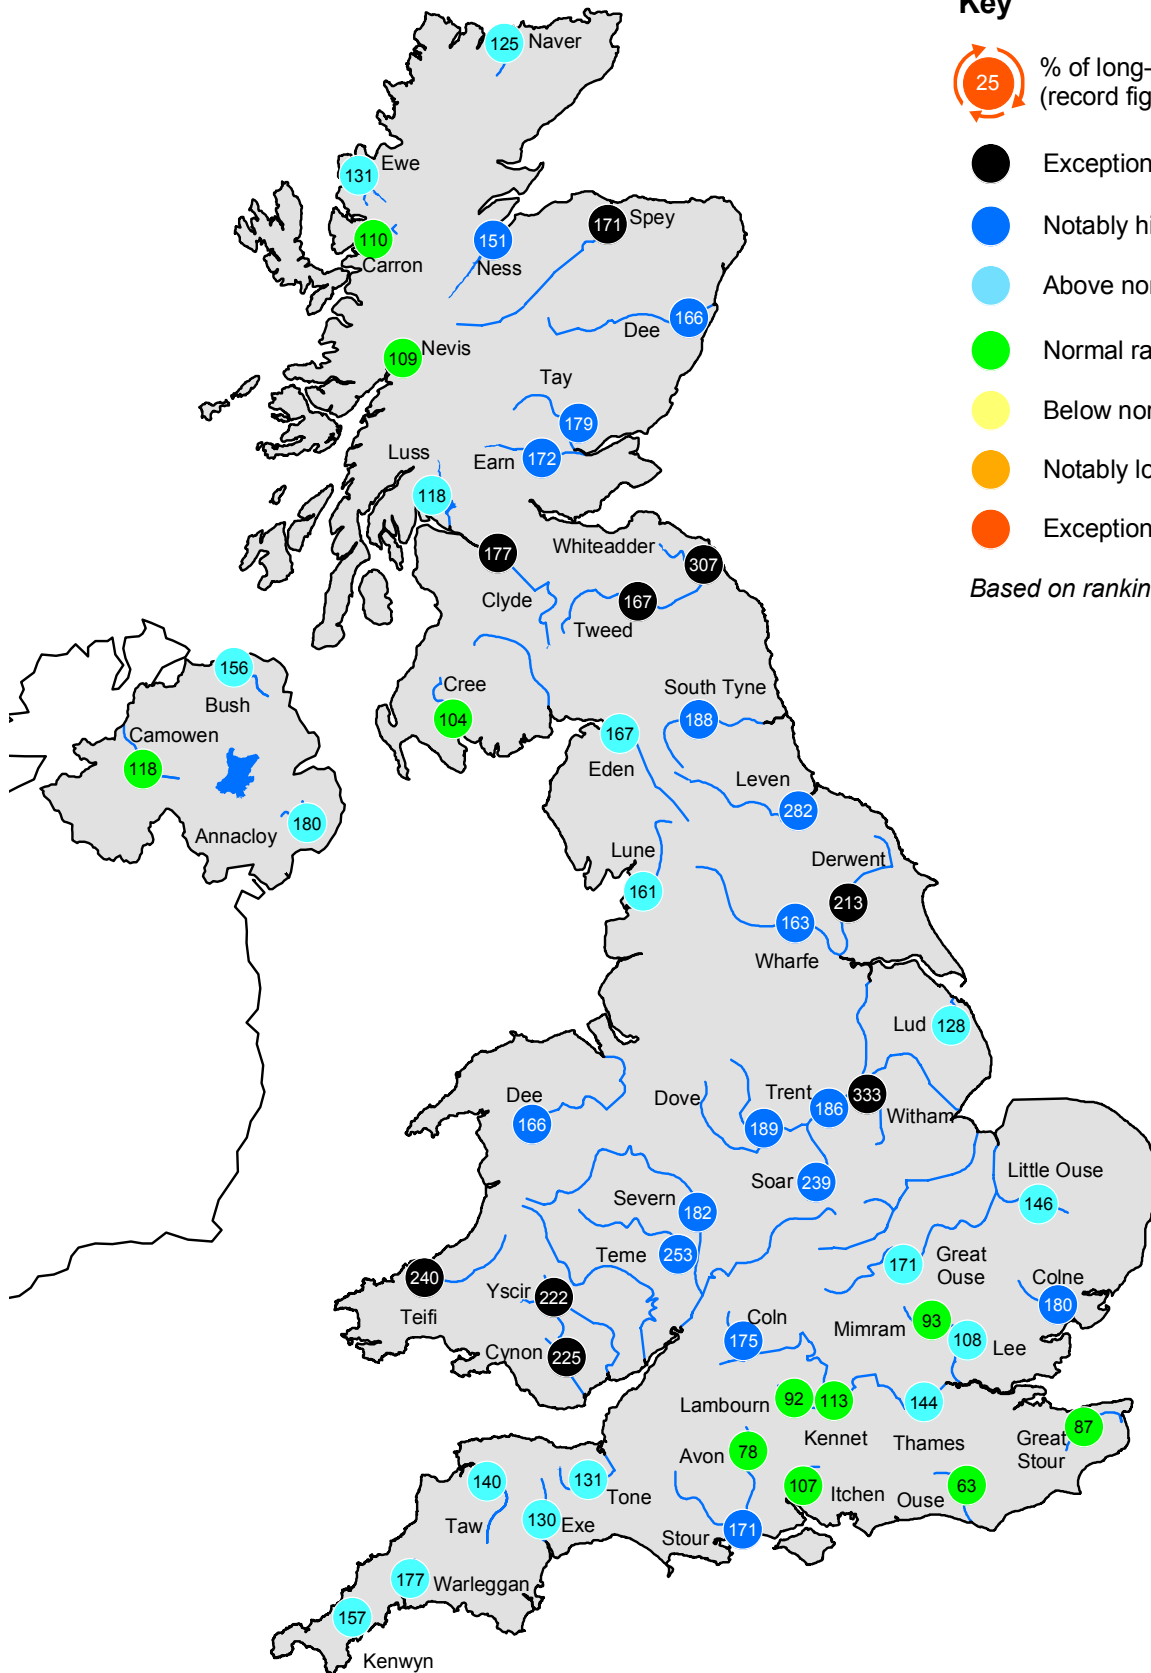 Key
25
% of long-
(record fig
Exception
Notably hi
Above nor
Normal ra
Below nor
Notably lo
Exception
Based on rankin
125 Naver
Ewe
131
110
Carron
151
Ness
171 Spey
Dee 166
109 Nevis
Tay
179
Earn 172
Luss
118
177
Clyde
Whiteadder
307
167
Tweed
156
Bush
Camowen
118
Annacloy 180
Cree
104
South Tyne
188
167
Eden
Leven
282
Lune
161
Derwent
213
163
Wharfe
Lud 128
Dee
166
Dove
189
Trent
186
333
Witham
Soar 239
Little Ouse
146
Severn
182
Teme 253
171
Great
Ouse
Colne
180
240
Teifi
Yscir 222
Cynon 225
Coln
175
Mimram 93
108
Lee
Lambourn 92
113
Kennet
144
Thames
87
Great
Stour
Avon
78
107
Itchen
Ouse
63
140
Taw
131
Tone
130
Exe
Stour 171
177
Warleggan
157
Kenwyn